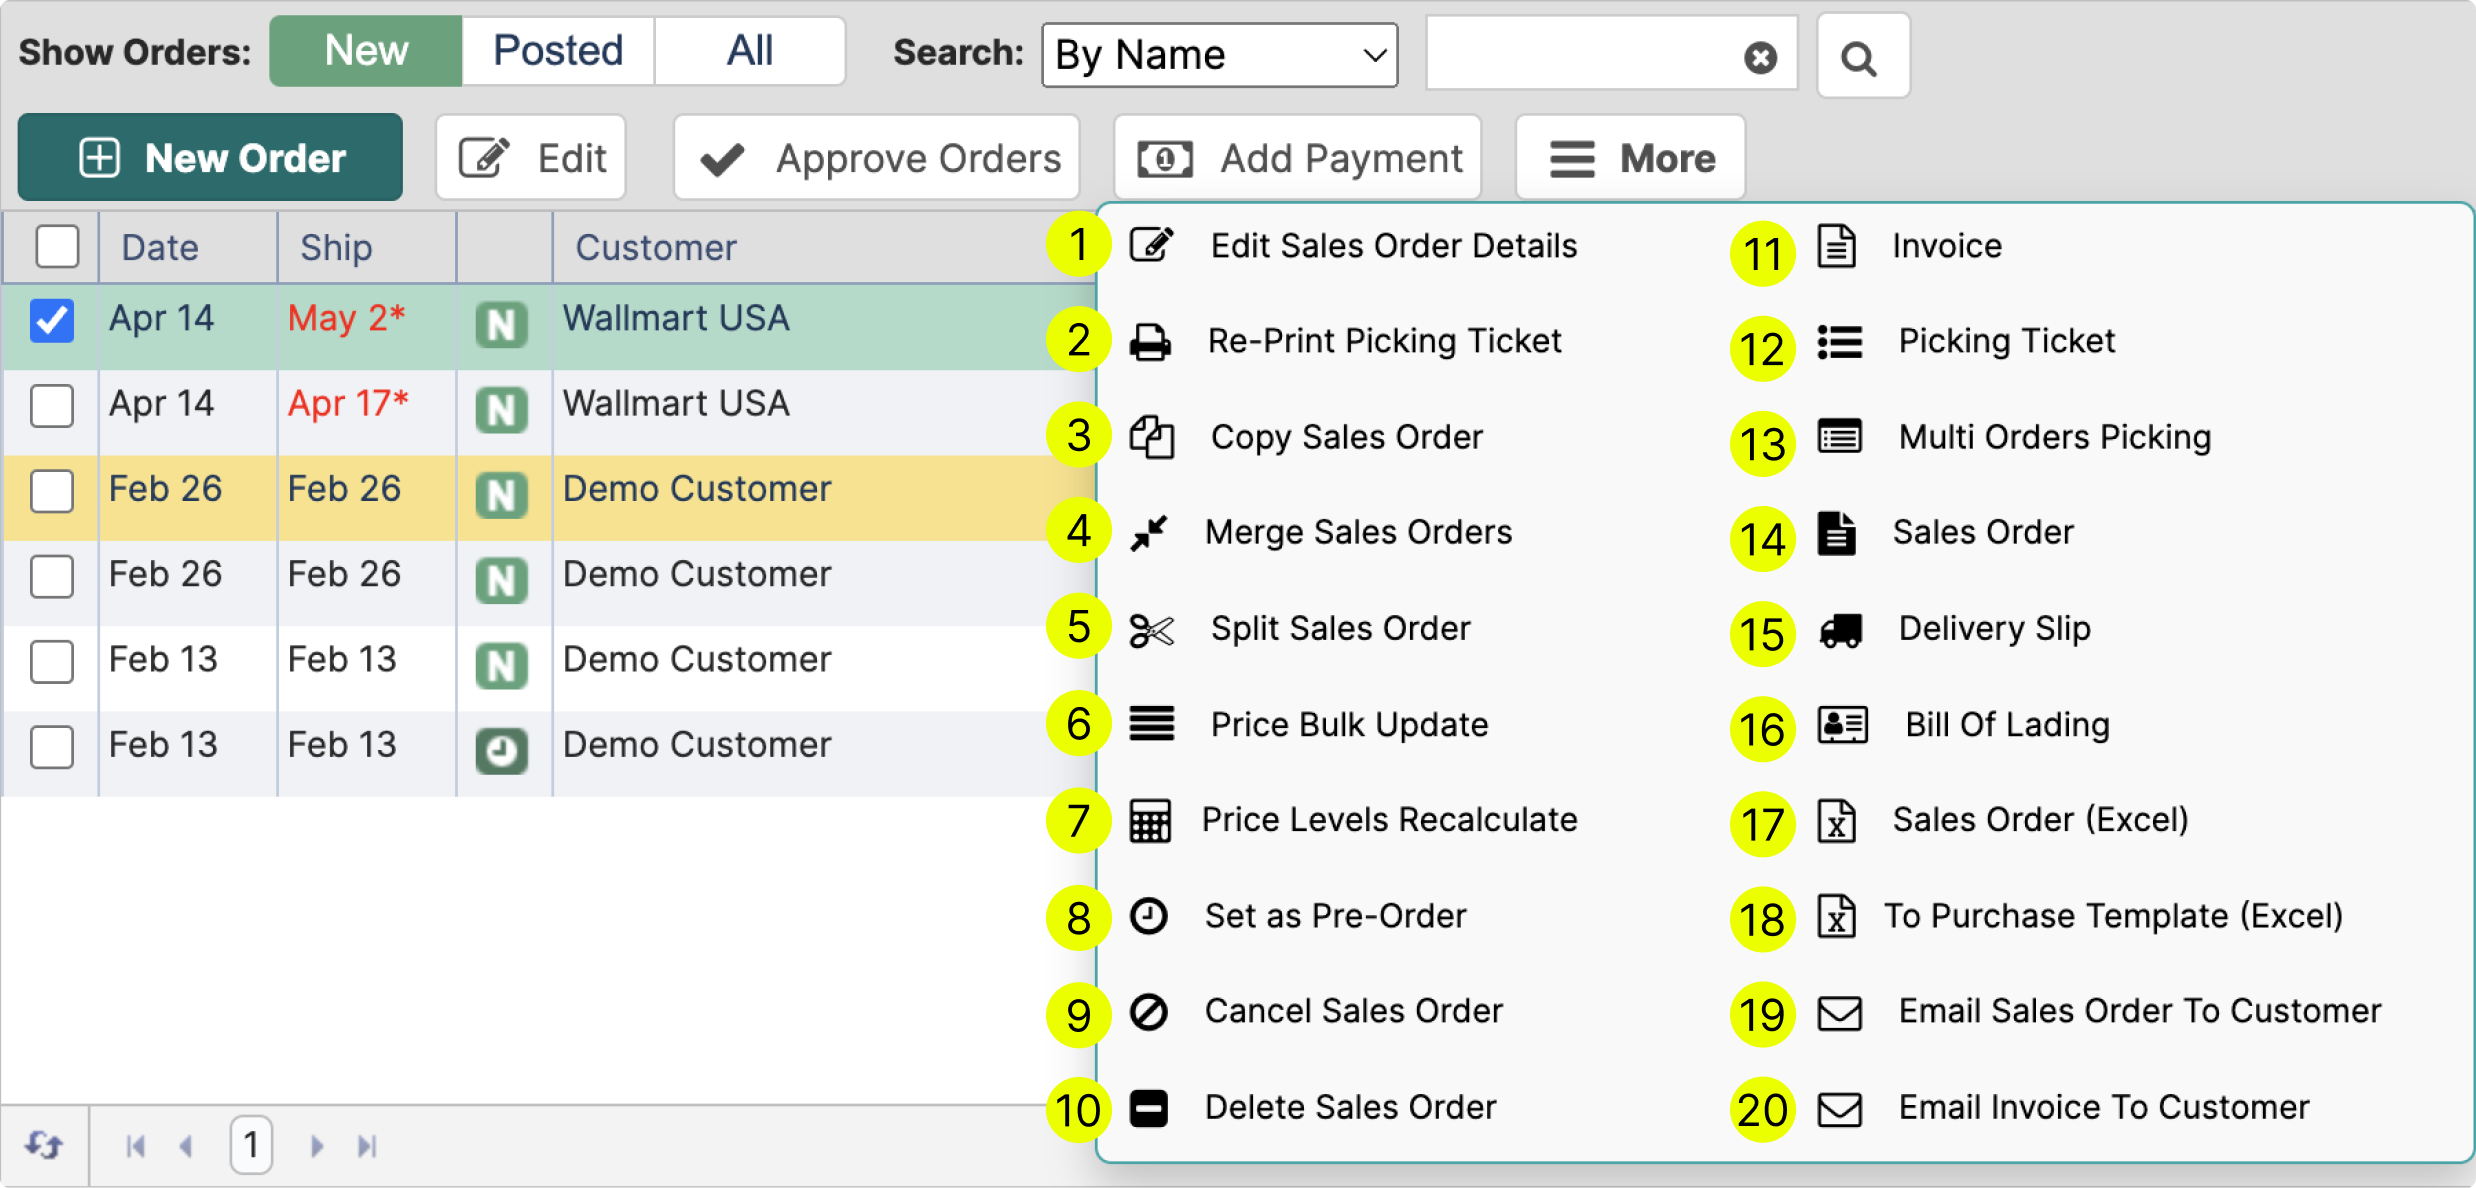 Show Orders: New Posted All Search: By Name
New Order Edit Approve Orders Add Payment More
Date Ship Customer
Apr 14 May 2* N Wallmart USA
Apr 14 Apr 17* N Wallmart USA
Feb 26 Feb 26 N Demo Customer
Feb 26 Feb 26 N Demo Customer
Feb 13 Feb 13 N Demo Customer
Feb 13 Feb 13 Demo Customer
1
1 Edit Sales Order Details
2 Re-Print Picking Ticket
3 Copy Sales Order
4 Merge Sales Orders
5 Split Sales Order
6 Price Bulk Update
7 Price Levels Recalculate
8 Set as Pre-Order
9 Cancel Sales Order
10 Delete Sales Order
11 Invoice
12 Picking Ticket
13 Multi Orders Picking
14 Sales Order
15 Delivery Slip
16 Bill Of Lading
17 Sales Order (Excel)
18 To Purchase Template (Excel)
19 Email Sales Order To Customer
20 Email Invoice To Customer